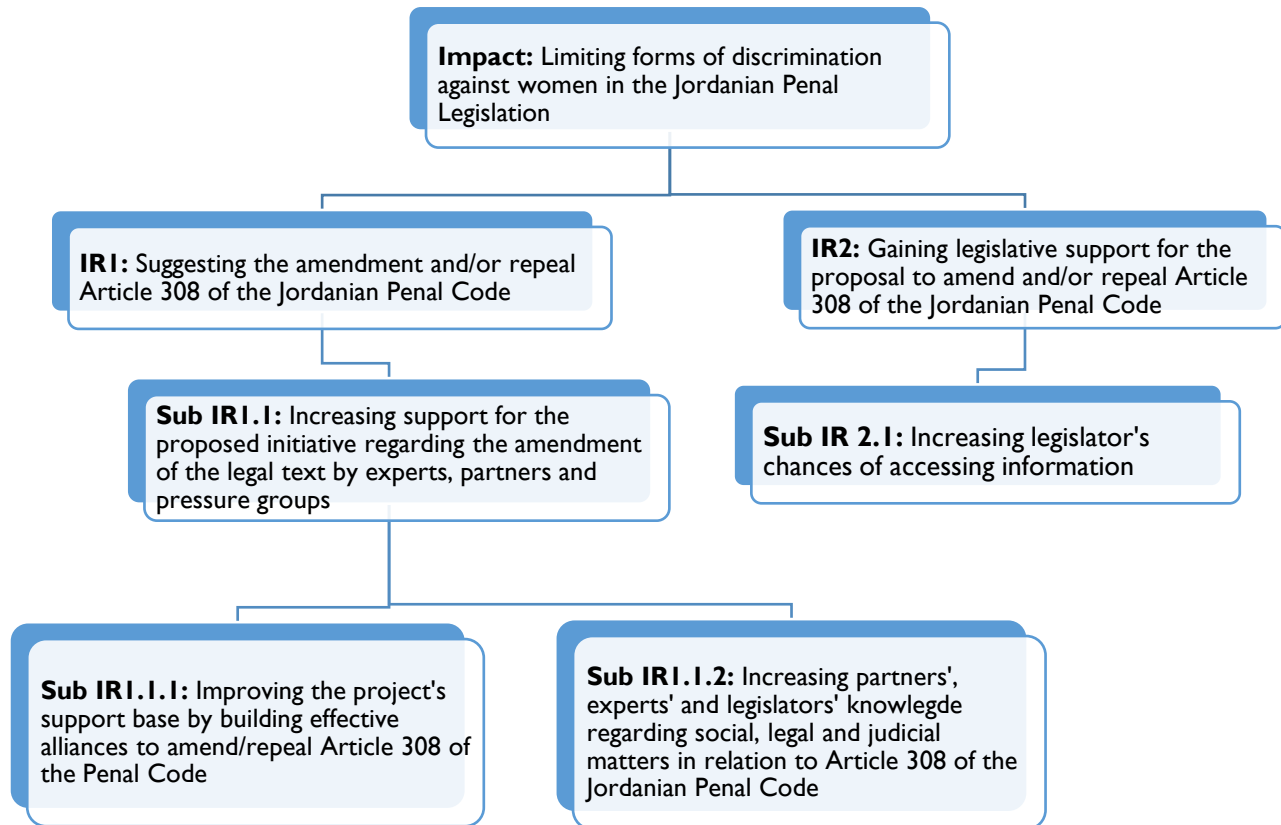 Impact: Limiting forms of discrimination
against women in the Jordanian Penal
Legislation
IR1: Suggesting the amendment and/or repeal
Article 308 of the Jordanian Penal Code
IR2: Gaining legislative support for the
proposal to amend and/or repeal Article
308 of the Jordanian Penal Code
Sub IR1.1: Increasing support for the
proposed initiative regarding the amendment
of the legal text by experts, partners and
pressure groups
Sub IR 2.1: Increasing legislator's
chances of accessing information
Sub IR1.1.1: Improving the project's
support base by building effective
alliances to amend/repeal Article 308 of
the Penal Code
Sub IR1.1.2: Increasing partners',
experts' and legislators' knowlegde
regarding social, legal and judicial
matters in relation to Article 308 of the
Jordanian Penal Code